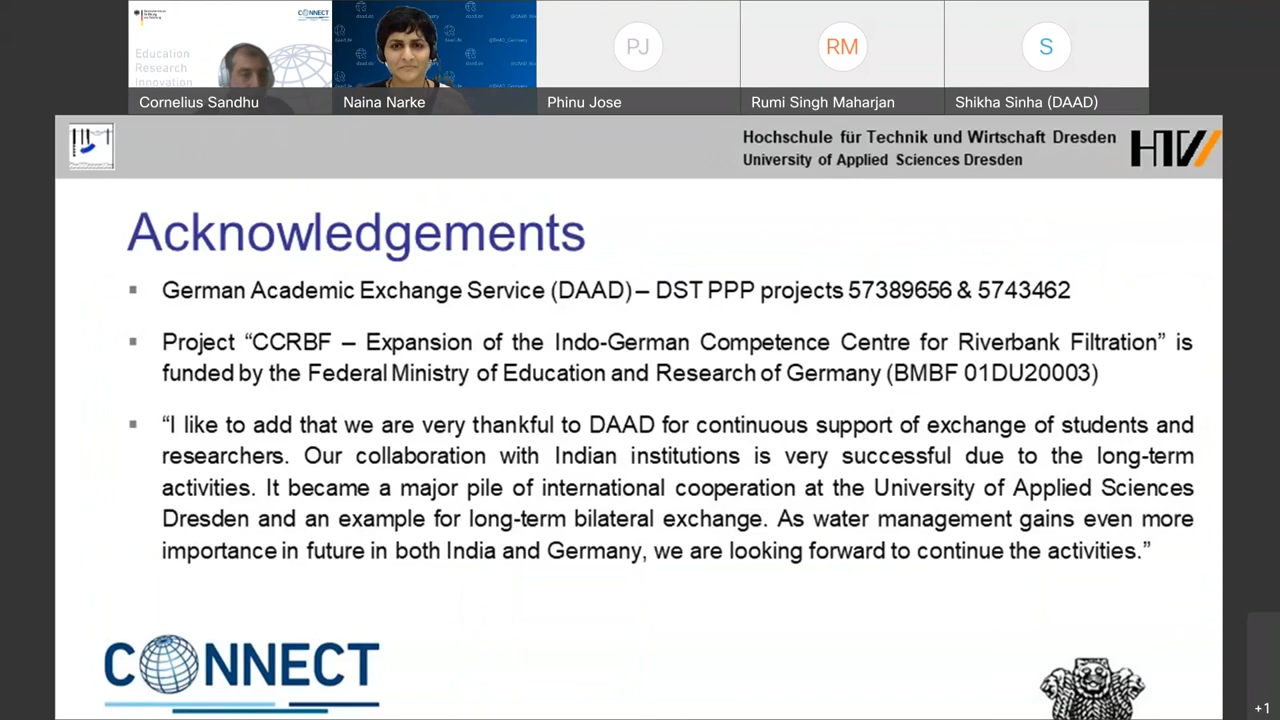 CONNECT
Education
Research
Innovation
Cornelius Sandhu
Naina Narke
PJ
Phinu Jose
RM
Rumi Singh Maharjan
S
Shikha Sinha (DAAD)
Hochschule für Technik und Wirtschaft Dresden
University of Applied Sciences Dresden
HTW
Acknowledgements
▪ German Academic Exchange Service (DAAD) – DST PPP projects 57389656 & 5743462
▪ Project “CCRBF – Expansion of the Indo-German Competence Centre for Riverbank Filtration” is
funded by the Federal Ministry of Education and Research of Germany (BMBF 01DU20003)
▪ “I like to add that we are very thankful to DAAD for continuous support of exchange of students and
researchers. Our collaboration with Indian institutions is very successful due to the long-term
activities. It became a major pile of international cooperation at the University of Applied Sciences
Dresden and an example for long-term bilateral exchange. As water management gains even more
importance in future in both India and Germany, we are looking forward to continue the activities.”
CONNECT
+1